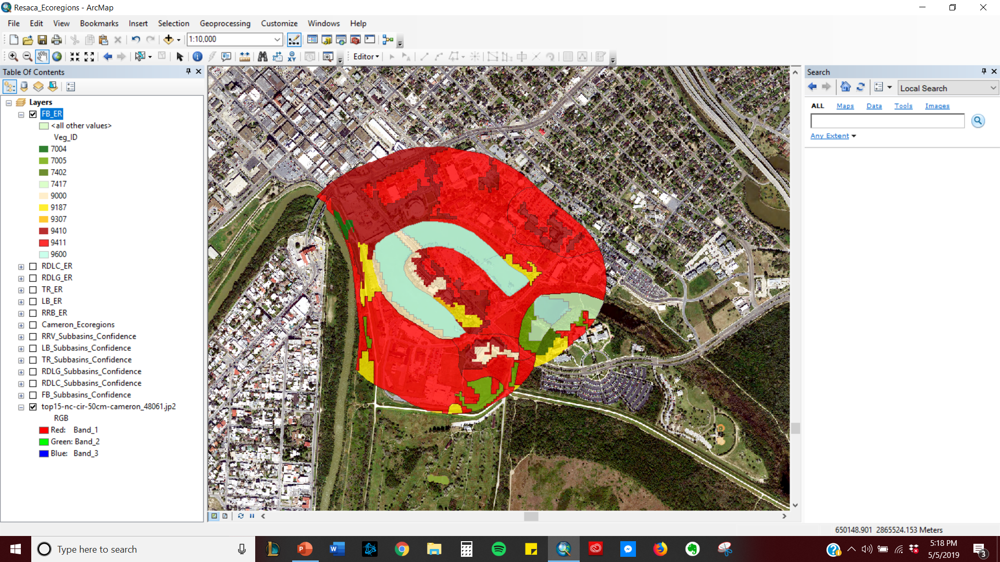 Resaca_Ecoregions - ArcMap
File Edit View Bookmarks Insert Selection Geoprocessing Customize Windows Help
1:10,000
Editor
Table Of Contents
Layers
FB_ER
<all other values>
Veg_ID
7004
7005
7402
7417
9000
9187
9307
9410
9411
9600
RDLC_ER
RDLG_ER
TR_ER
LB_ER
RRB_ER
Cameron_Ecoregions
RRV_Subbasins_Confidence
LB_Subbasins_Confidence
TR_Subbasins_Confidence
RDLG_Subbasins_Confidence
RDLC_Subbasins_Confidence
FB_Subbasins_Confidence
top15-nc-cir-50cm-cameron_48061.jp2
RGB
Red: Band_1
Green: Band_2
Blue: Band_3
Search
Local Search
ALL Maps Data Tools Images
Any Extent
650148.901 2865524.153 Meters
Type here to search
5:18 PM
5/5/2019
3